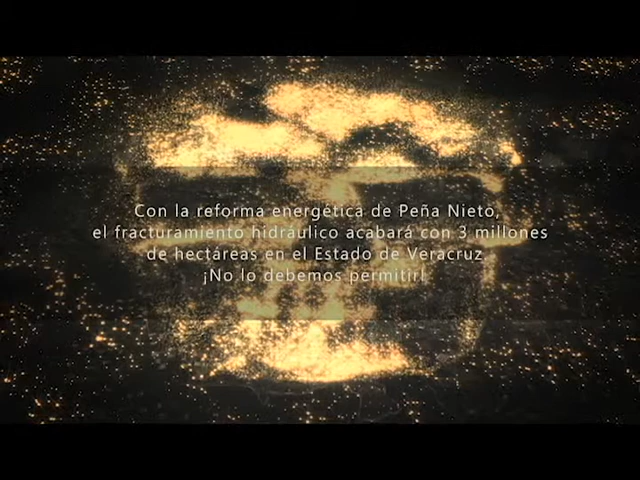 Con la reforma energética de Peña Nieto,
el fracturamiento hidráulico acabará con 3 millones
de hectáreas en el Estado de Veracruz
¡No lo debemos permitir!